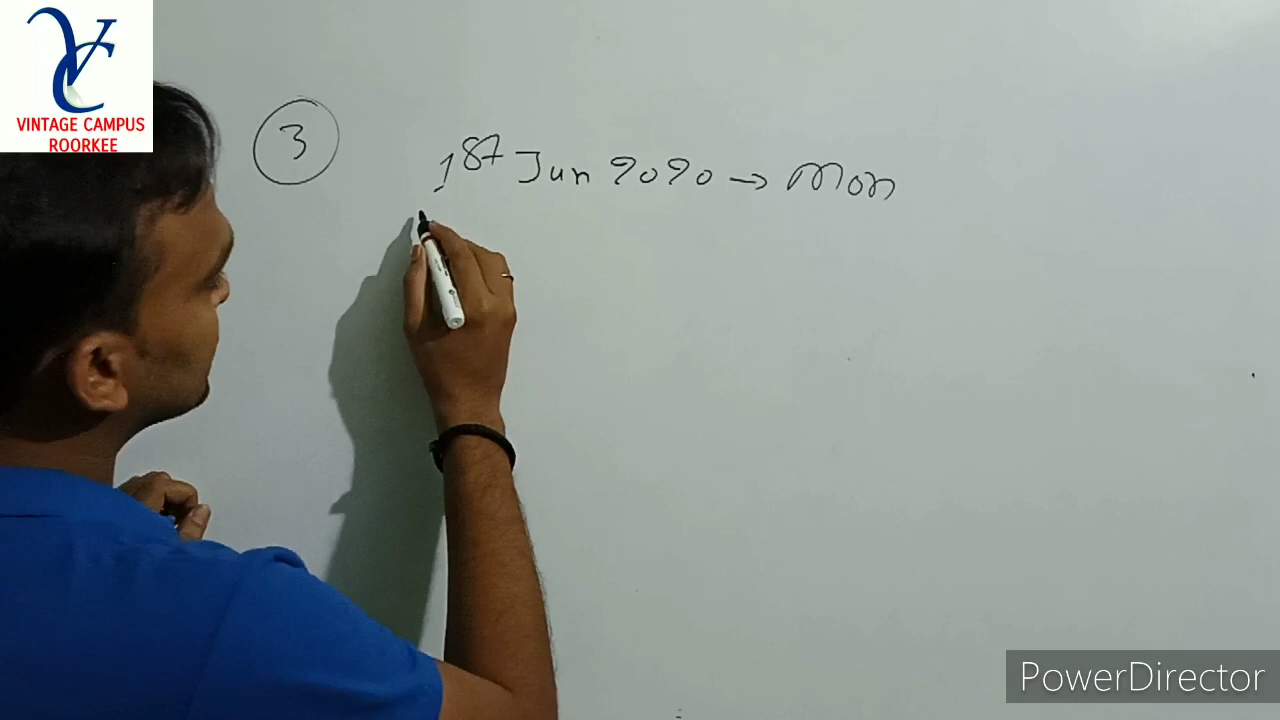 VINTAGE CAMPUS
ROORKEE
3
1st Jun 2020 → Mon
PowerDirector